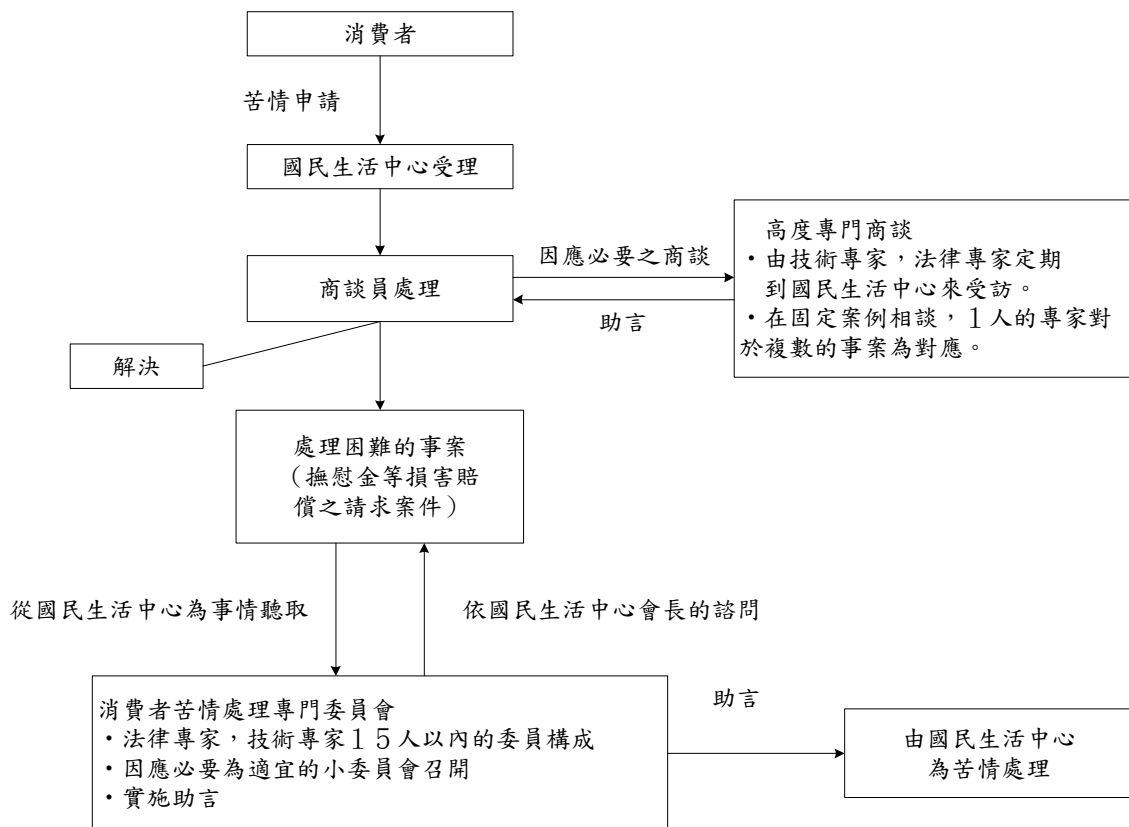 消費者
苦情申請
國民生活中心受理
商談員處理
因應必要之商談
助言
高度專門商談
・由技術專家，法律專家定期
到國民生活中心來受訪。
・在固定案例相談，１人的專家對
於複數的事案為對應。
解決
處理困難的事案
（撫慰金等損害賠
償之請求案件）
從國民生活中心為事情聽取
依國民生活中心會長的諮問
消費者苦情處理專門委員會
・法律專家，技術專家１５人以內的委員構成
・因應必要為適宜的小委員會召開
・實施助言
助言
由國民生活中心
為苦情處理